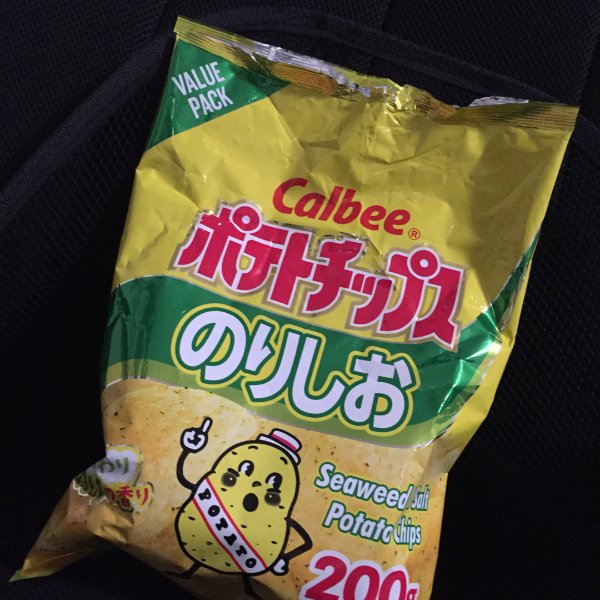 VALUE
PACK
Calbee®
ポテトチップス
のりしお
Seaweed Salt
Potato Chips
POTATO
200g